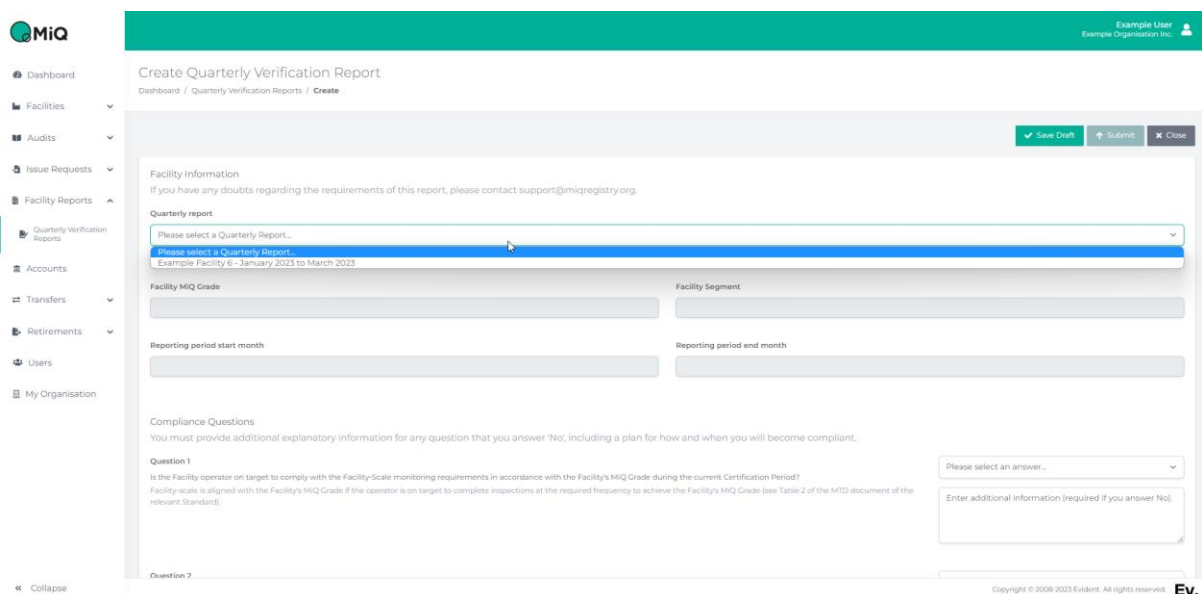 MiQ
Example User
Example Organisation Inc.
Dashboard
Facilities
Audits
Issue Requests
Facility Reports
Quarterly Verification
Reports
Accounts
Transfers
Retirements
Users
My Organisation
Collapse
Create Quarterly Verification Report
Dashboard / Quarterly Verification Reports / Create
Save Draft
Submit
Close
Facility Information
If you have any doubts regarding the requirements of this report, please contact support@miqregistry.org.
Quarterly report
Please select a Quarterly Report...
Please select a Quarterly Report...
Example Facility 6 - January 2023 to March 2023
Facility MiQ Grade
Facility Segment
Reporting period start month
Reporting period end month
Compliance Questions
You must provide additional explanatory information for any question that you answer 'No', including a plan for how and when you will become compliant.
Question 1
Is the Facility operator on target to comply with the Facility-Scale monitoring requirements in accordance with the Facility's MiQ Grade during the current Certification Period?
Facility-scale is aligned with the Facility's MiQ Grade if the operator is on target to complete inspections at the required frequency to achieve the Facility's MiQ Grade (see Table 2 of the MTD document of the
relevant Standard).
Please select an answer...
Enter additional information (required if you answer No).
Question 2
Copyright © 2008-2023 Evident. All rights reserved.
Ev.